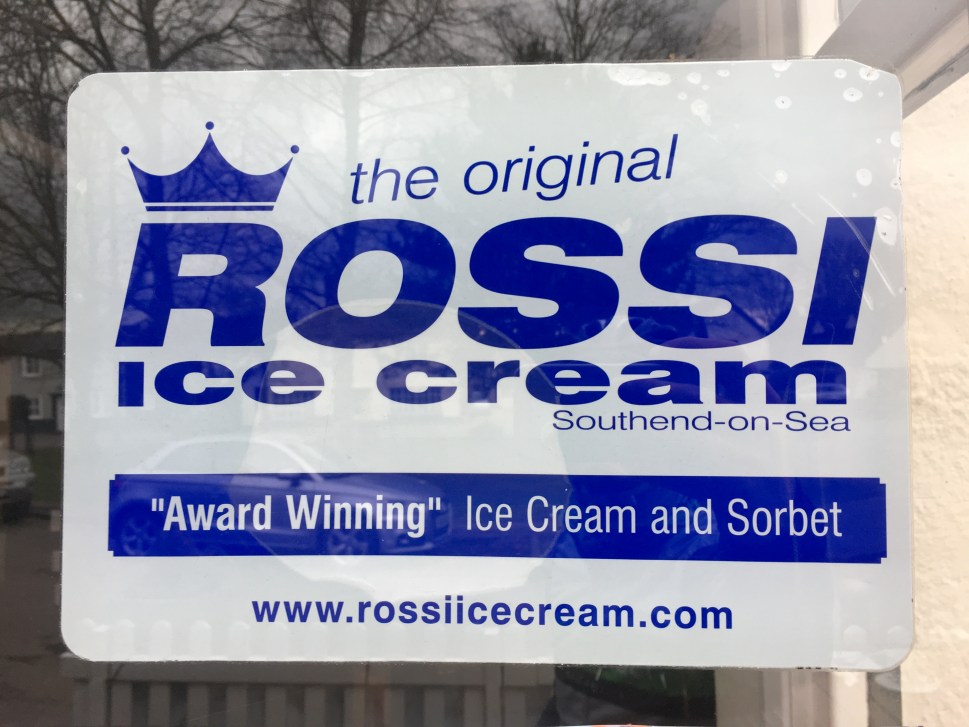 the original
ROSSI
ice cream
Southend-on-Sea
"Award Winning" Ice Cream and Sorbet
www.rossiicecream.com